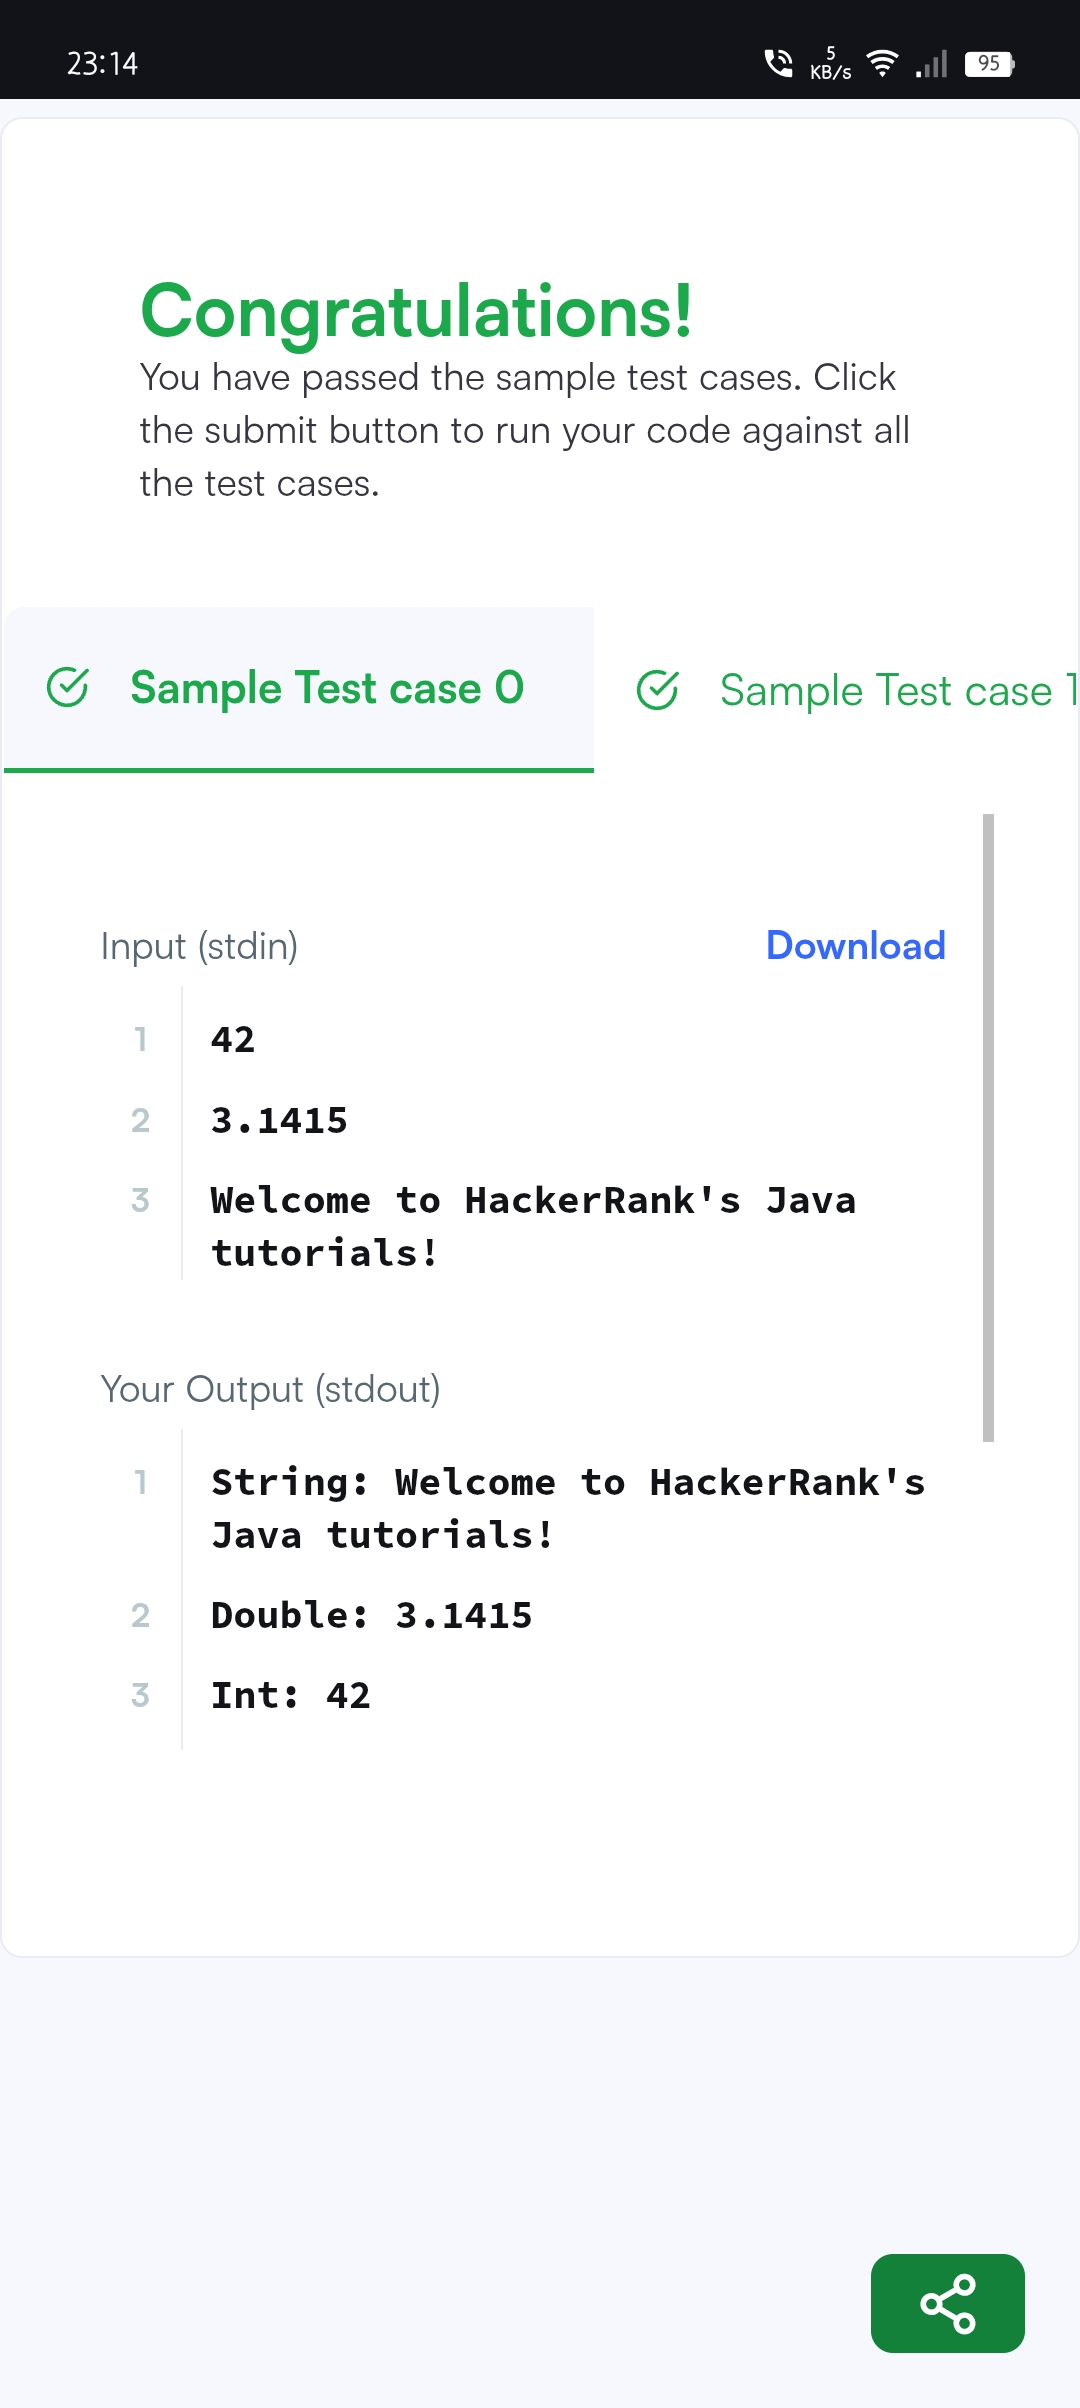 23:14
5
KB/s
95
Congratulations!
You have passed the sample test cases. Click
the submit button to run your code against all
the test cases.
Sample Test case 0
Sample Test case 1
Input (stdin)
Download
1
42
2
3.1415
3
Welcome to HackerRank's Java
tutorials!
Your Output (stdout)
1
String: Welcome to HackerRank's
Java tutorials!
2
Double: 3.1415
3
Int: 42